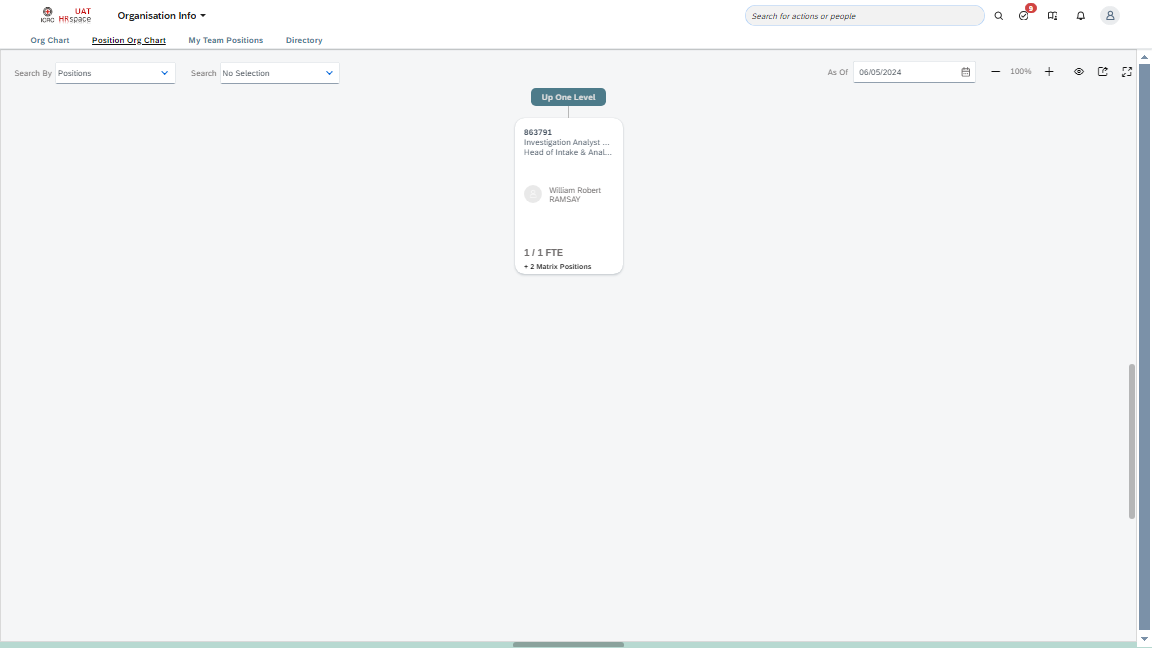 ICRC
UAT
HRspace
Organisation Info
Search for actions or people
9
Org Chart
Position Org Chart
My Team Positions
Directory
Search By
Positions
Search
No Selection
As Of
06/05/2024
100%
Up One Level
863791
Investigation Analyst ...
Head of Intake & Anal...
William Robert
RAMSAY
1 / 1 FTE
+ 2 Matrix Positions